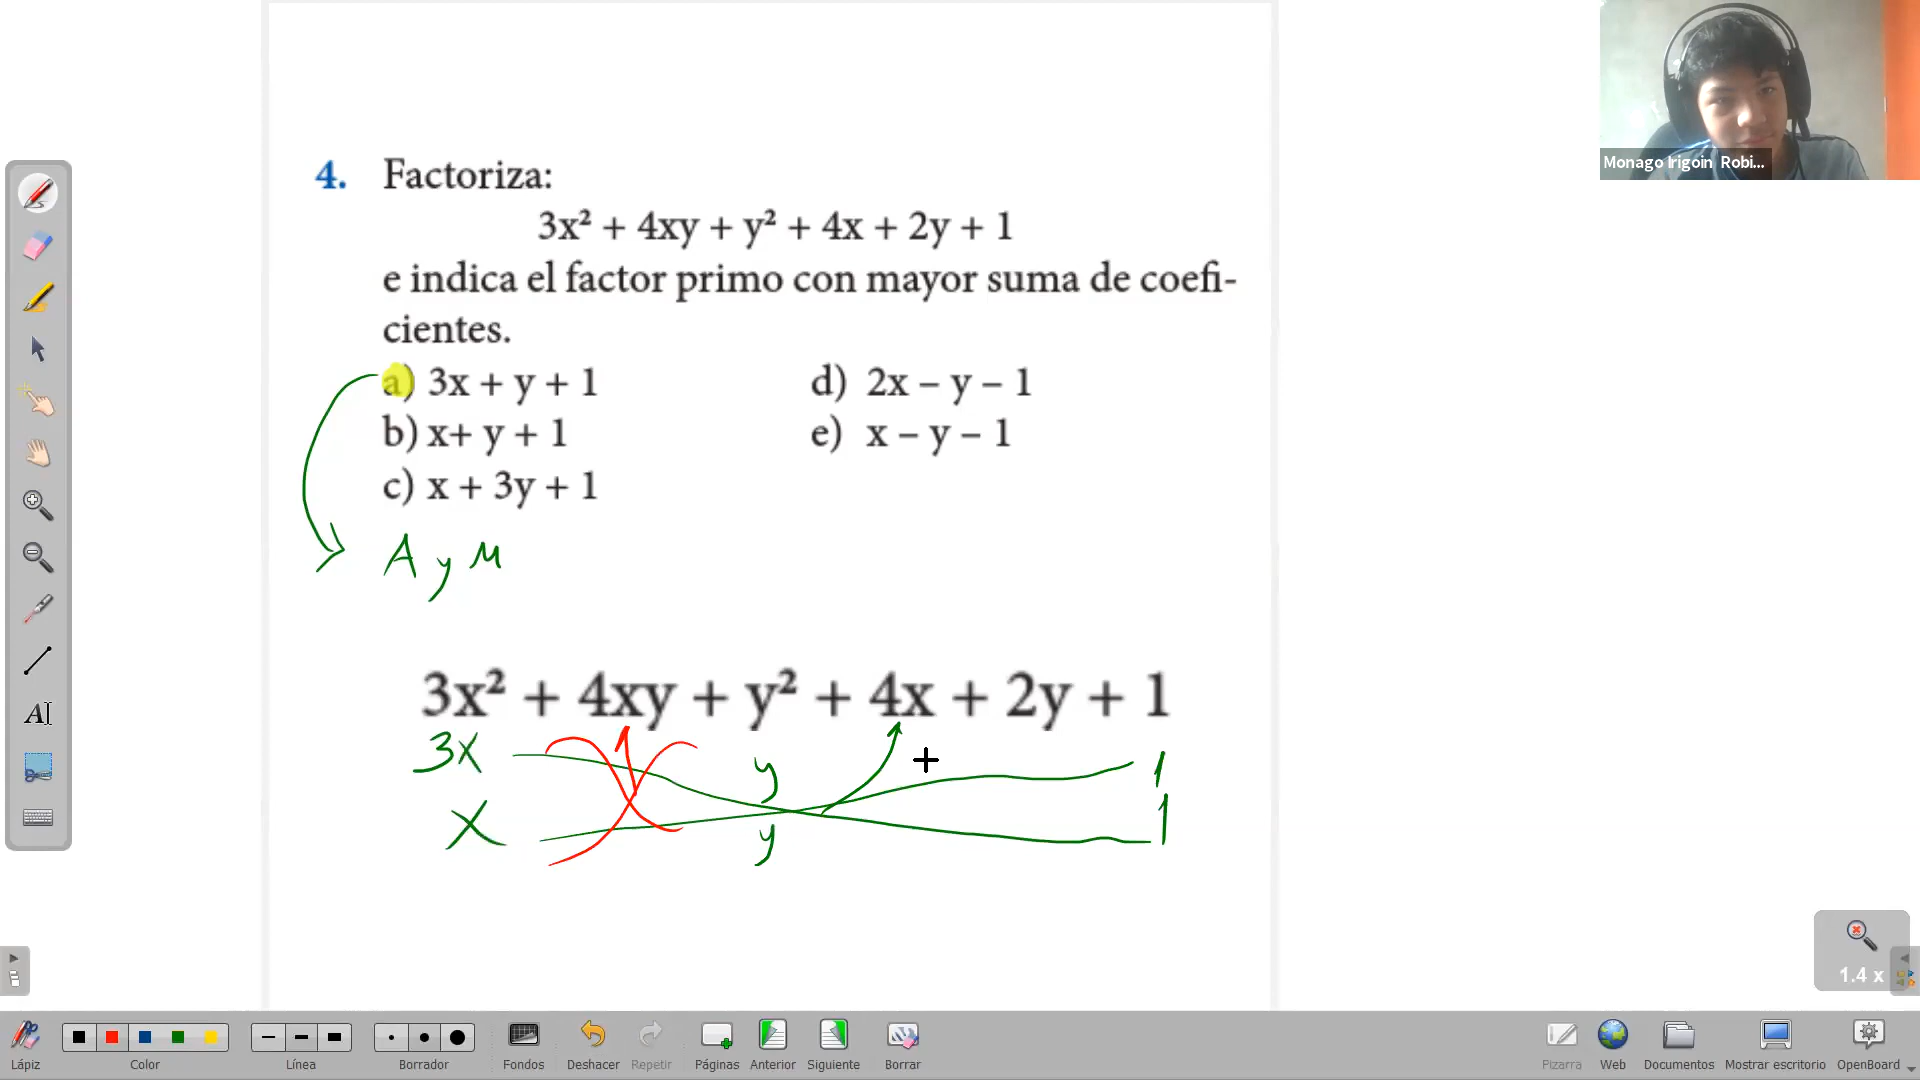 Monago Irigoin Robi...
4. Factoriza:
3x² + 4xy + y² + 4x + 2y + 1
e indica el factor primo con mayor suma de coefi-
cientes.
a) 3x + y + 1
d) 2x – y – 1
b) x+ y + 1
e) x – y – 1
c) x + 3y + 1
A y M
3x² + 4xy + y² + 4x + 2y + 1
3x y 1
x y 1
1.4 x
Lápiz Color Línea Borrador Fondos Deshacer Repetir Páginas Anterior Siguiente Borrar Pizarra Web Documentos Mostrar escritorio OpenBoard